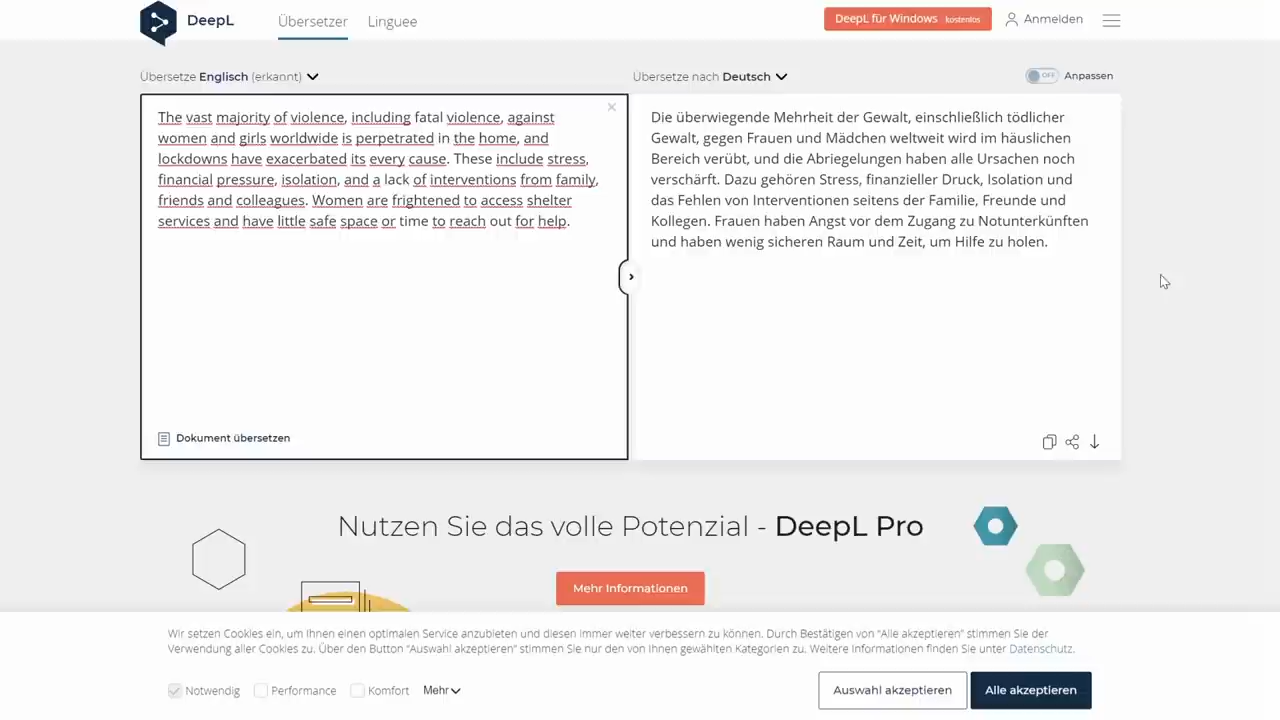 DeepL
Übersetzer
Linguee
DeepL für Windows kostenlos
Anmelden
Übersetze Englisch (erkannt)
Übersetze nach Deutsch
OFF
Anpassen
The vast majority of violence, including fatal violence, against
women and girls worldwide is perpetrated in the home, and
lockdowns have exacerbated its every cause. These include stress,
financial pressure, isolation, and a lack of interventions from family,
friends and colleagues. Women are frightened to access shelter
services and have little safe space or time to reach out for help.
Die überwiegende Mehrheit der Gewalt, einschließlich tödlicher
Gewalt, gegen Frauen und Mädchen weltweit wird im häuslichen
Bereich verübt, und die Abriegelungen haben alle Ursachen noch
verschärft. Dazu gehören Stress, finanzieller Druck, Isolation und
das Fehlen von Interventionen seitens der Familie, Freunde und
Kollegen. Frauen haben Angst vor dem Zugang zu Notunterkünften
und haben wenig sicheren Raum und Zeit, um Hilfe zu holen.
Dokument übersetzen
Nutzen Sie das volle Potenzial - DeepL Pro
Mehr Informationen
Wir setzen Cookies ein, um Ihnen einen optimalen Service anzubieten und diesen immer weiter verbessern zu können. Durch Bestätigen von "Alle akzeptieren" stimmen Sie der
Verwendung aller Cookies zu. Über den Button "Auswahl akzeptieren" stimmen Sie nur den von Ihnen gewählten Kategorien zu. Weitere Informationen finden Sie unter Datenschutz.
Notwendig
Performance
Komfort
Mehr
Auswahl akzeptieren
Alle akzeptieren